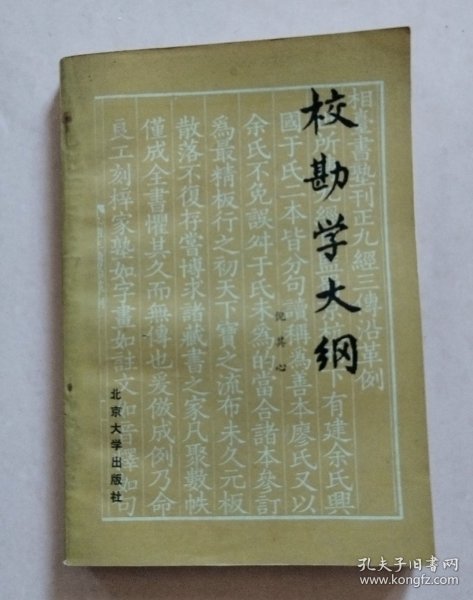 校勘学大纲
倪其心
北京大学出版社
相臺書塾刊正九經三傳沿革例
所 下有建余氏興
國于氏二本皆分句讀稱為善本廖氏又以
余氏不免誤舛于氏未為的當合諸本參訂
為最精板行之初天下寶之流布未久元板
散落不復存嘗博求諸藏書之家凡聚數帙
僅成全書懼其久而無傳也爰倣成例乃命
良工刻梓家塾如字畫如註文如音釋如句
孔夫子旧书网
book.kongfz.com